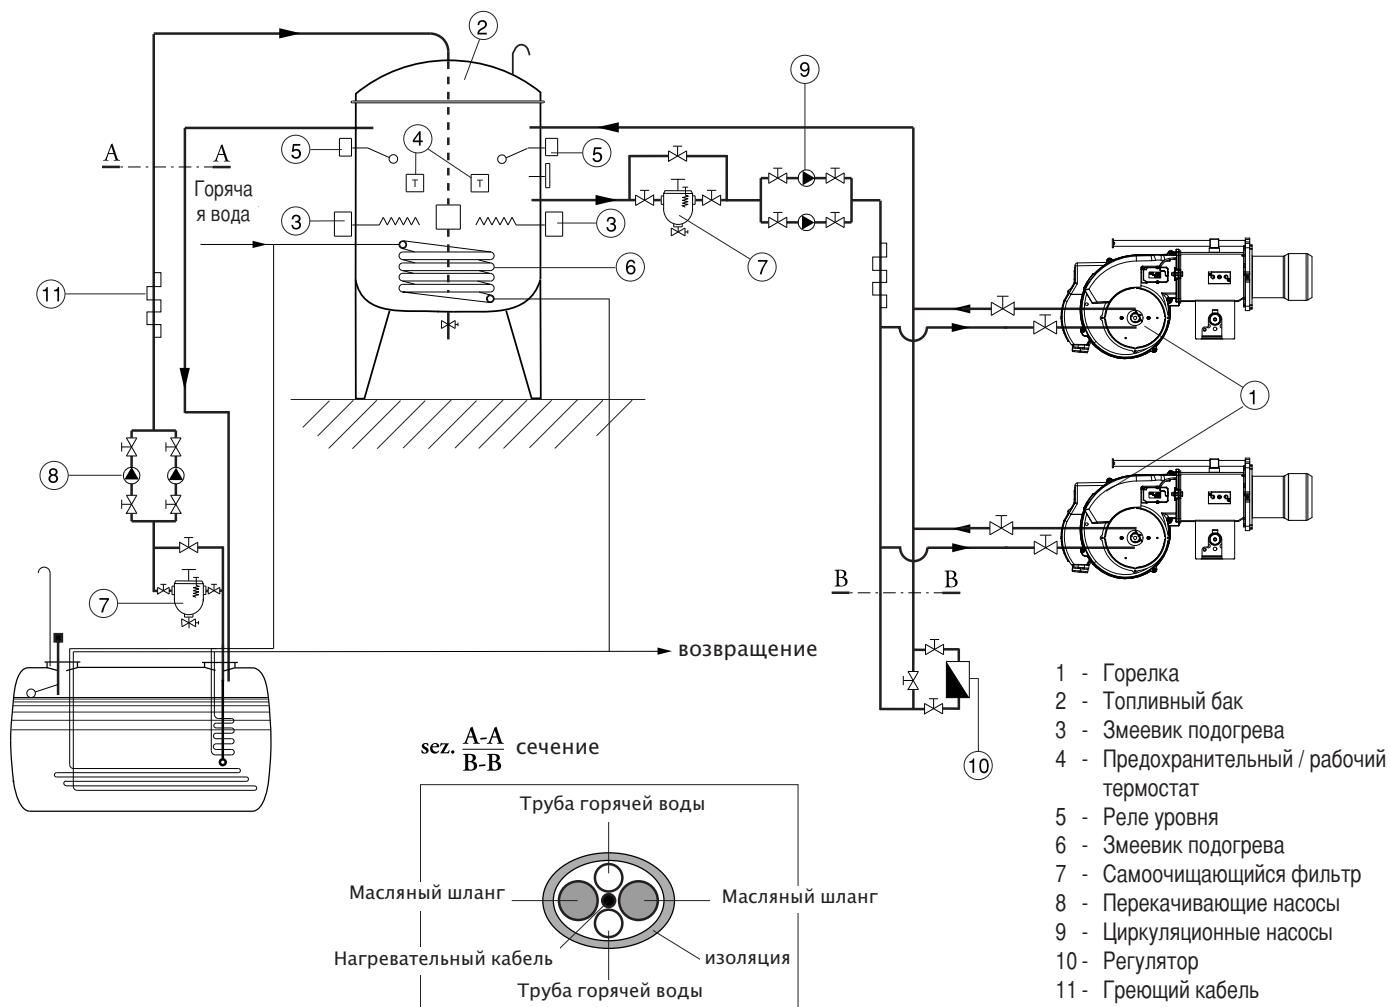 2
9
A
A
5
4
5
T
T
Горяча
я вода
3
3
7
6
11
1
8
B
B
7
возвращение
10
sez. A-A сечение
B-B
Труба горячей воды
Масляный шланг
Масляный шланг
Нагревательный кабель
изоляция
Труба горячей воды
1 - Горелка
2 - Топливный бак
3 - Змеевик подогрева
4 - Предохранительный / рабочий
термостат
5 - Реле уровня
6 - Змеевик подогрева
7 - Самоочищающийся фильтр
8 - Перекачивающие насосы
9 - Циркуляционные насосы
10 - Регулятор
11 - Греющий кабель